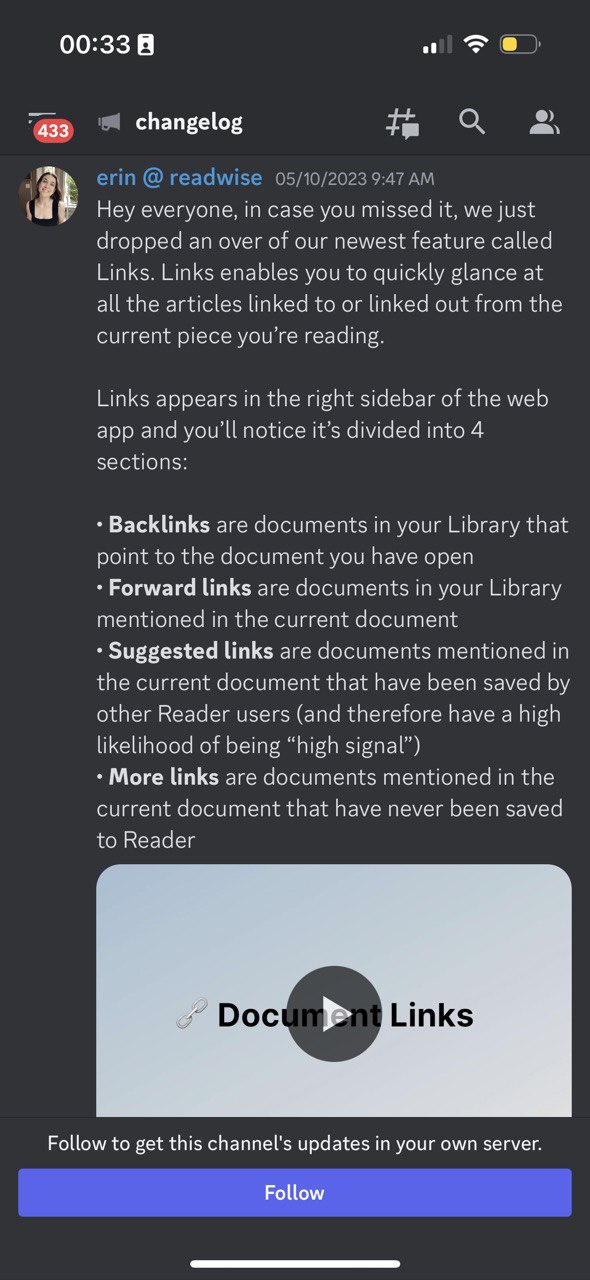 00:33
433
changelog
erin @ readwise 05/10/2023 9:47 AM
Hey everyone, in case you missed it, we just
dropped an over of our newest feature called
Links. Links enables you to quickly glance at
all the articles linked to or linked out from the
current piece you’re reading.
Links appears in the right sidebar of the web
app and you’ll notice it’s divided into 4
sections:
• Backlinks are documents in your Library that
point to the document you have open
• Forward links are documents in your Library
mentioned in the current document
• Suggested links are documents mentioned in
the current document that have been saved by
other Reader users (and therefore have a high
likelihood of being “high signal”)
• More links are documents mentioned in the
current document that have never been saved
to Reader
Document Links
Follow to get this channel's updates in your own server.
Follow